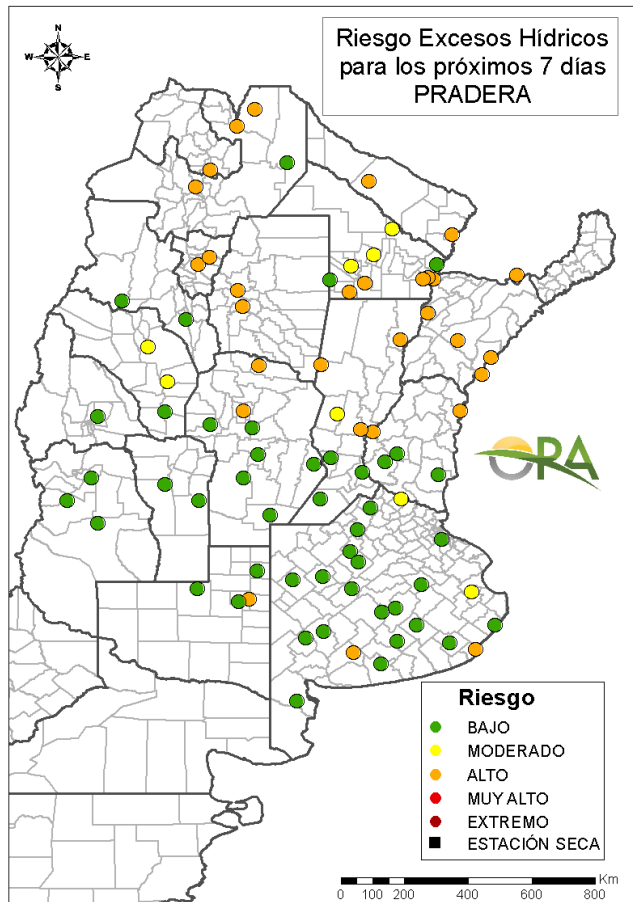 Riesgo Excesos Hídricos
para los próximos 7 días
PRADERA
N
W
E
S
OPA
Riesgo
BAJO
MODERADO
ALTO
MUY ALTO
EXTREMO
ESTACIÓN SECA
Km
0 100 200 400 600 800